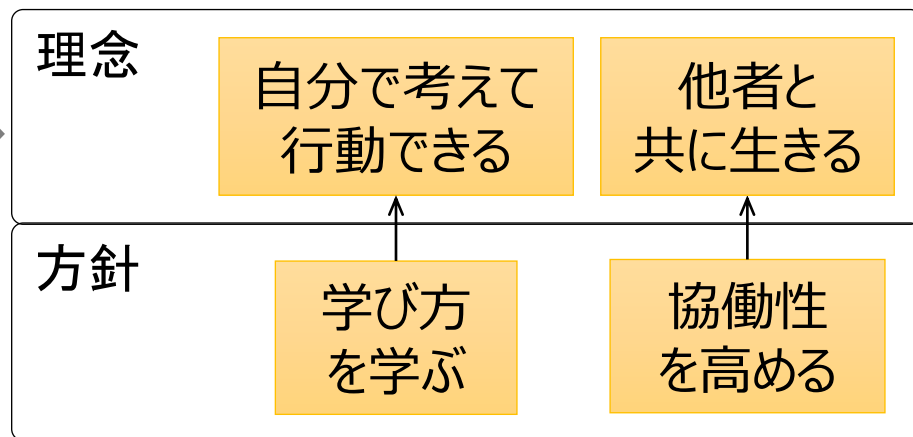 理念
自分で考えて
行動できる
他者と
共に生きる
方針
学び方
を学ぶ
協働性
を高める